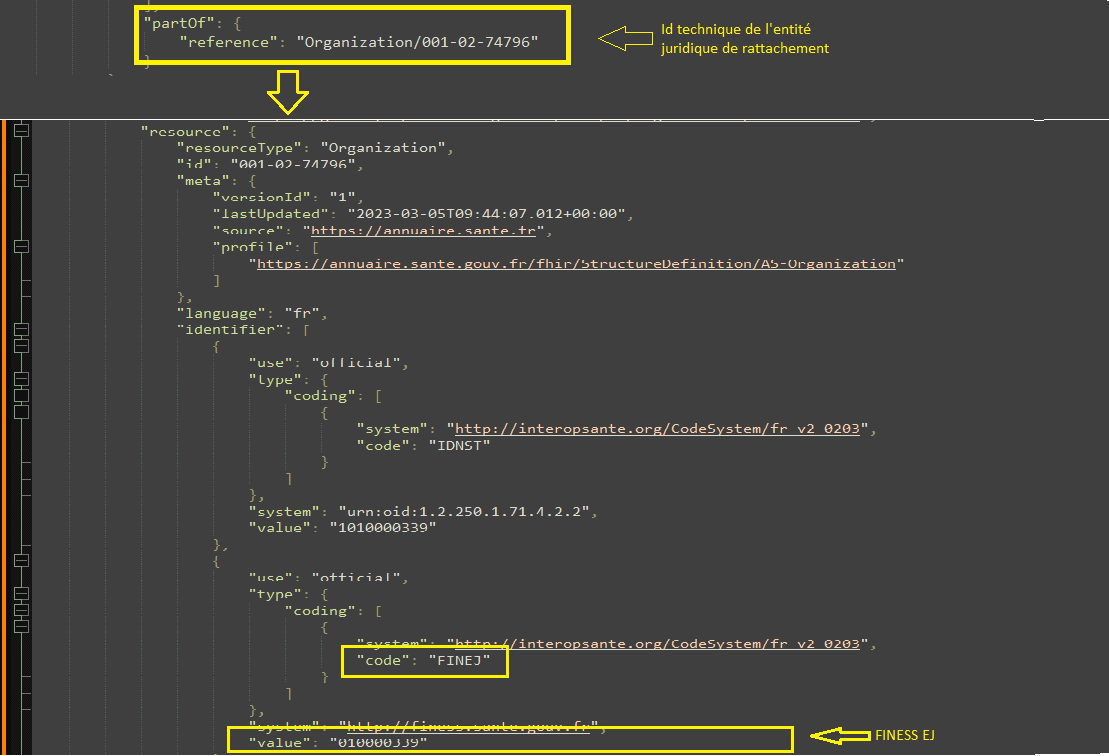 "partOf": {
"reference": "Organization/001-02-74796"
}
Id technique de l'entité
juridique de rattachement
"resource": {
"resourceType": "Organization",
"id": "001-02-74796",
"meta": {
"versionId": "1",
"lastUpdated": "2023-03-05T09:44:07.012+00:00",
"source": "https://annuaire.sante.fr",
"profile": [
"https://annuaire.sante.gouv.fr/fhir/StructureDefinition/AS-Organization"
]
},
"language": "fr",
"identifier": [
{
"use": "official",
"type": {
"coding": [
{
"system": "http://interopsante.org/CodeSystem/fr_v2_0203",
"code": "IDNST"
}
]
},
"system": "urn:oid:1.2.250.1.71.4.2.2",
"value": "1010000339"
},
{
"use": "official",
"type": {
"coding": [
{
"system": "http://interopsante.org/CodeSystem/fr_v2_0203",
"code": "FINEJ"
}
]
},
"system": "http://finess.sante.gouv.fr",
"value": "010000339"
FINESS EJ